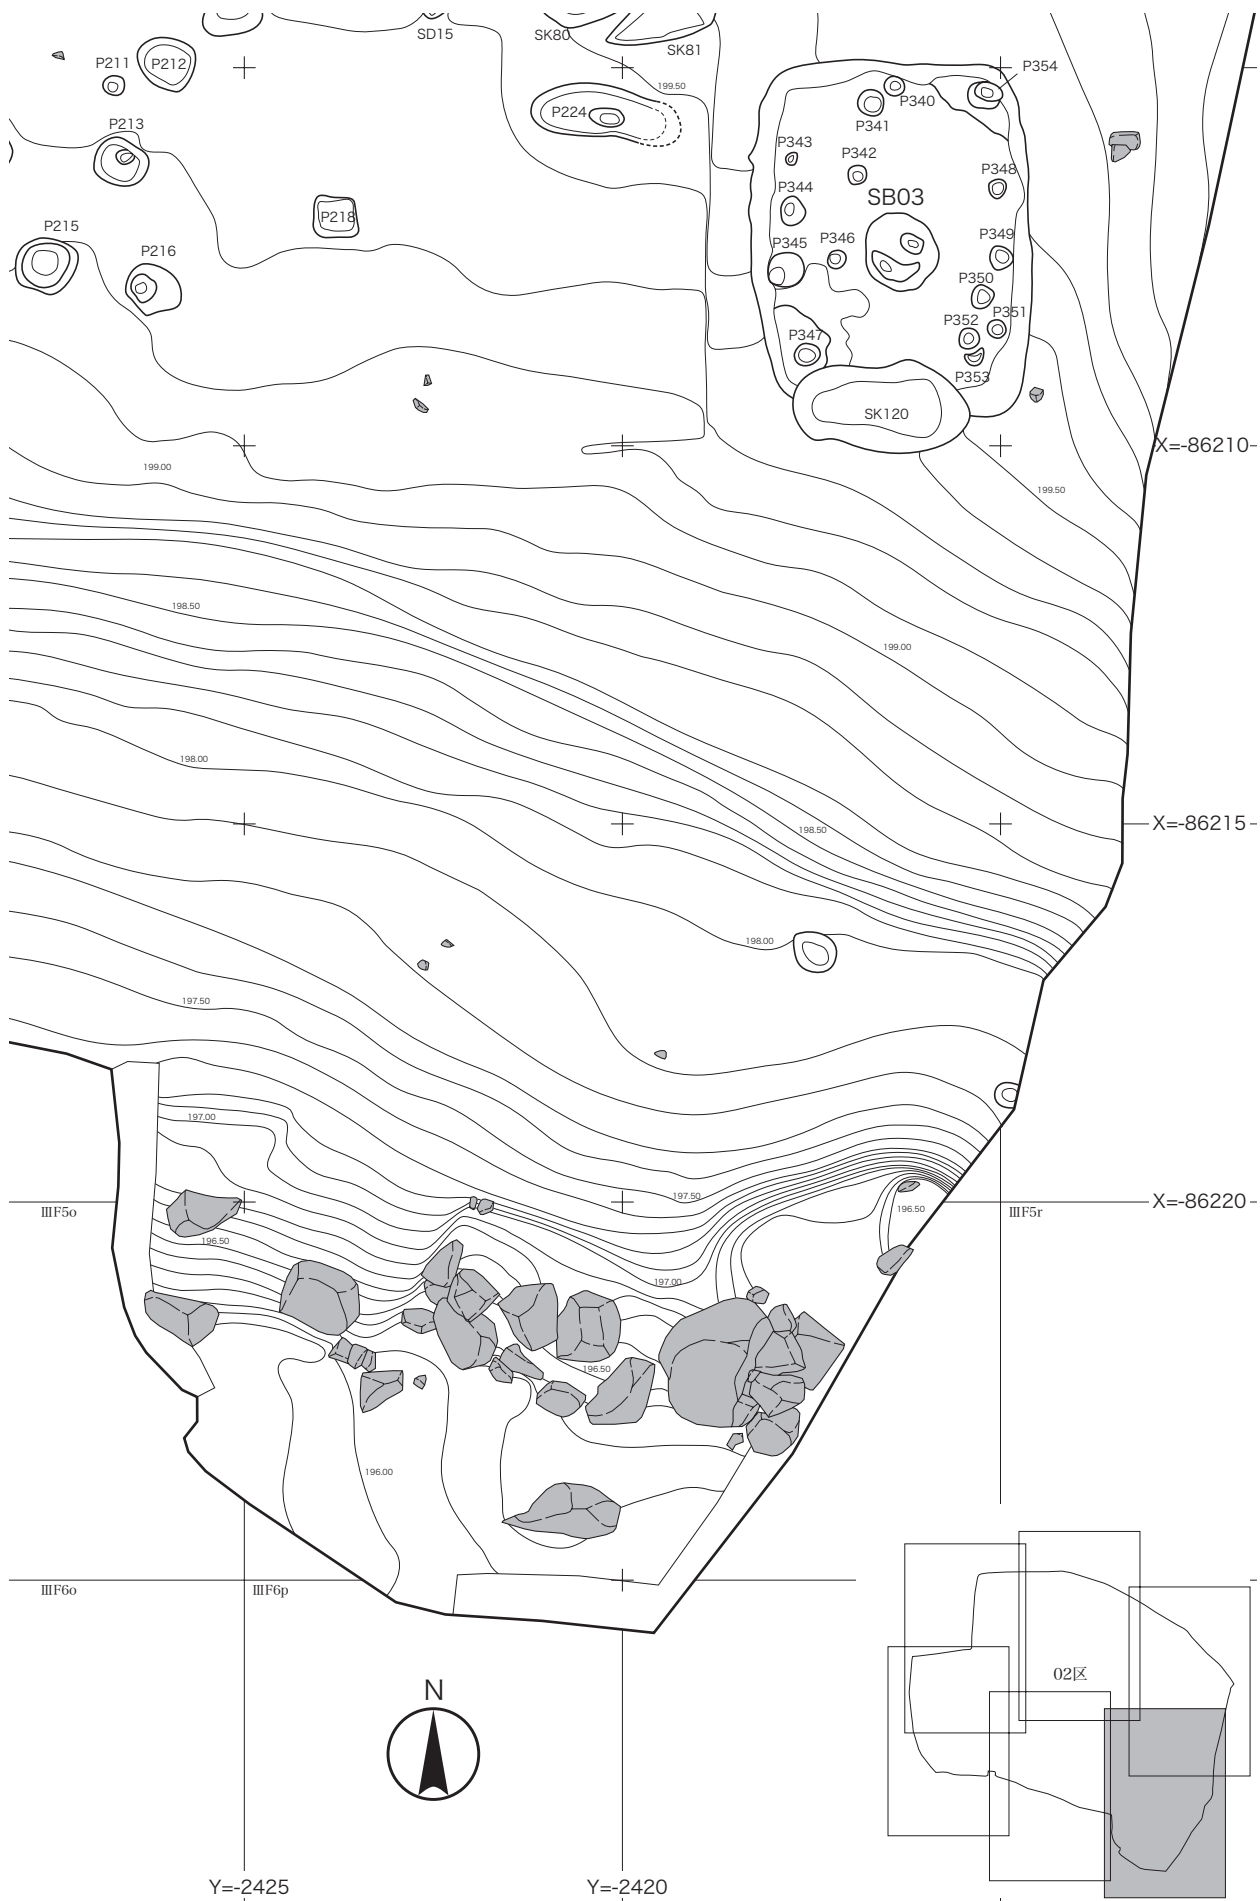 SD15
SK80
SK81
P211
P212
P354
199.50
P340
P224
P341
P213
P343
P342
P348
P344
SB03
P218
P215
P349
P345
P346
P216
P350
P351
P352
P347
P353
SK120
X=-86210
199.00
199.50
198.50
199.00
198.00
X=-86215
198.50
198.00
197.50
197.00
197.50
X=-86220
ⅢF5o
196.50
ⅢF5r
196.50
197.00
196.50
196.00
ⅢF6o
ⅢF6p
02区
N
Y=-2425
Y=-2420